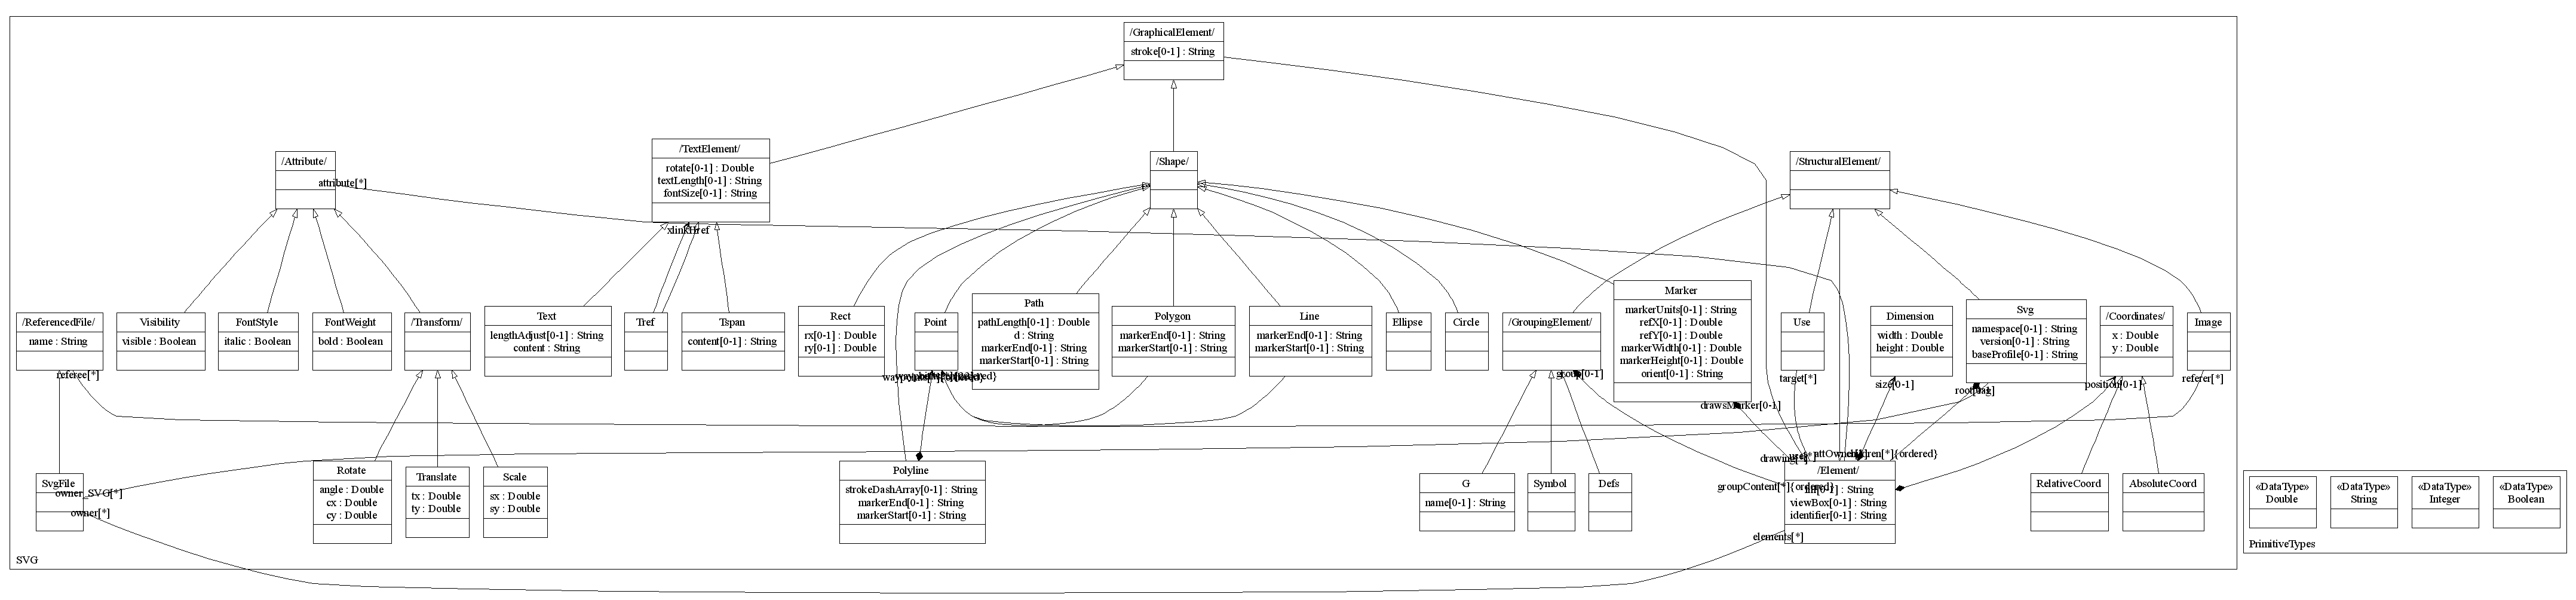 /GraphicalElement/
stroke[0-1] : String
/Attribute/
attribute[*]
/TextElement/
rotate[0-1] : Double
textLength[0-1] : String
fontSize[0-1] : String
xlinkHref
/Shape/
/StructuralElement/
/ReferencedFile/
name : String
referee[*]
Visibility
visible : Boolean
FontStyle
italic : Boolean
FontWeight
bold : Boolean
/Transform/
Text
lengthAdjust[0-1] : String
content : String
Tref
Tspan
content[0-1] : String
Rect
rx[0-1] : Double
ry[0-1] : Double
Point
Path
pathLength[0-1] : Double
d : String
markerEnd[0-1] : String
markerStart[0-1] : String
Polygon
markerEnd[0-1] : String
markerStart[0-1] : String
Line
markerEnd[0-1] : String
markerStart[0-1] : String
Ellipse
Circle
/GroupingElement/
group[0-1]
Marker
markerUnits[0-1] : String
refX[0-1] : Double
refY[0-1] : Double
markerWidth[0-1] : Double
markerHeight[0-1] : Double
orient[0-1] : String
drawsMarker[0-1]
Use
target[*]
Dimension
width : Double
height : Double
size[0-1]
Svg
namespace[0-1] : String
version[0-1] : String
baseProfile[0-1] : String
/Coordinates/
x : Double
y : Double
position[0-1]
Image
referer[*]
SvgFile
owner_SVG[*]
owner[*]
Rotate
angle : Double
cx : Double
cy : Double
Translate
tx : Double
ty : Double
Scale
sx : Double
sy : Double
Polyline
strokeDashArray[0-1] : String
markerEnd[0-1] : String
markerStart[0-1] : String
G
name[0-1] : String
Symbol
Defs
drawing[*]
children[*]{ordered}
/Element/
groupContent[*]{ordered}
viewBox[0-1] : String
identifier[0-1] : String
elements[*]
RelativeCoord
AbsoluteCoord
SVG
«DataType»
Double
«DataType»
String
«DataType»
Integer
«DataType»
Boolean
PrimitiveTypes